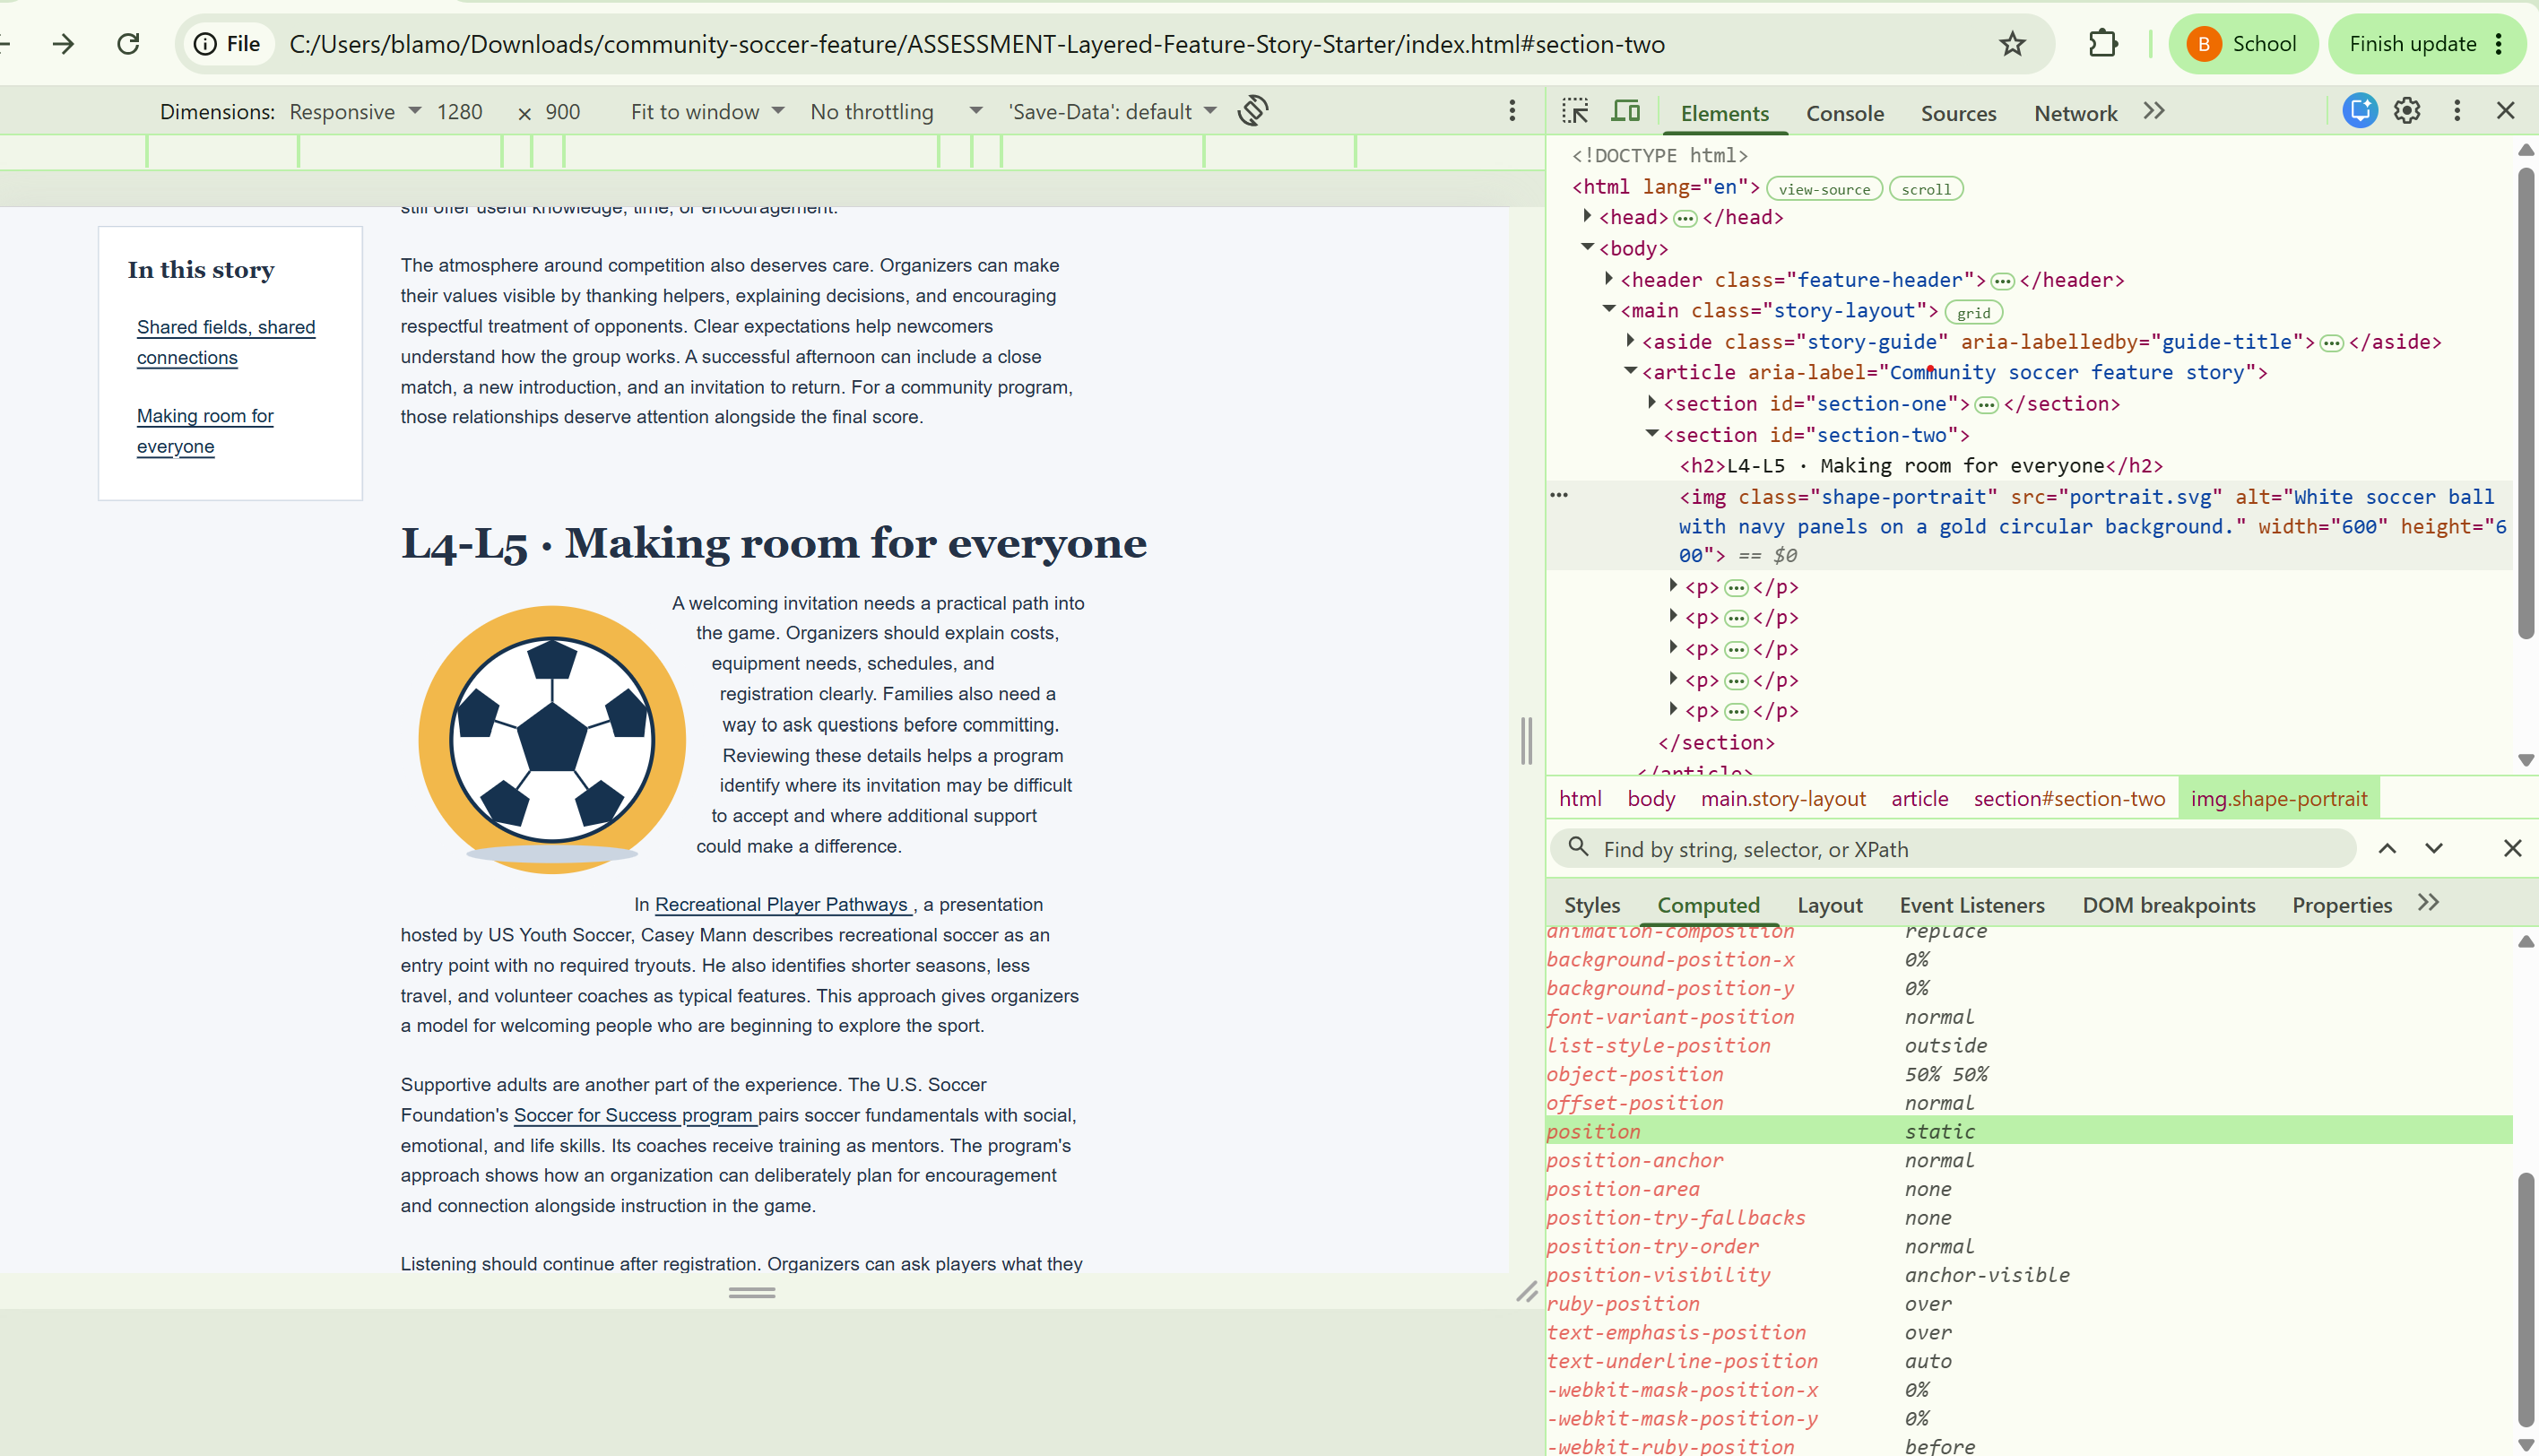 File
C:/Users/blamo/Downloads/community-soccer-feature/ASSESSMENT-Layered-Feature-Story-Starter/index.html#section-two
B School
Finish update
Dimensions: Responsive 1280 × 900 Fit to window No throttling 'Save-Data': default
still offer useful knowledge, time, or encouragement.
In this story
Shared fields, shared
connections
Making room for
everyone
The atmosphere around competition also deserves care. Organizers can make
their values visible by thanking helpers, explaining decisions, and encouraging
respectful treatment of opponents. Clear expectations help newcomers
understand how the group works. A successful afternoon can include a close
match, a new introduction, and an invitation to return. For a community program,
those relationships deserve attention alongside the final score.
L4-L5 · Making room for everyone
A welcoming invitation needs a practical path into
the game. Organizers should explain costs,
equipment needs, schedules, and
registration clearly. Families also need a
way to ask questions before committing.
Reviewing these details helps a program
identify where its invitation may be difficult
to accept and where additional support
could make a difference.
In Recreational Player Pathways , a presentation
hosted by US Youth Soccer, Casey Mann describes recreational soccer as an
entry point with no required tryouts. He also identifies shorter seasons, less
travel, and volunteer coaches as typical features. This approach gives organizers
a model for welcoming people who are beginning to explore the sport.
Supportive adults are another part of the experience. The U.S. Soccer
Foundation's Soccer for Success program pairs soccer fundamentals with social,
emotional, and life skills. Its coaches receive training as mentors. The program's
approach shows how an organization can deliberately plan for encouragement
and connection alongside instruction in the game.
Listening should continue after registration. Organizers can ask players what they
Elements Console Sources Network
<!DOCTYPE html>
<html lang="en"> view-source scroll
<head> ••• </head>
<body>
<header class="feature-header"> ••• </header>
<main class="story-layout"> grid
<aside class="story-guide" aria-labelledby="guide-title"> ••• </aside>
<article aria-label="Community soccer feature story">
<section id="section-one"> ••• </section>
<section id="section-two">
<h2>L4-L5 · Making room for everyone</h2>
<img class="shape-portrait" src="portrait.svg" alt="White soccer ball
with navy panels on a gold circular background." width="600" height="6
00"> == $0
<p> ••• </p>
<p> ••• </p>
<p> ••• </p>
<p> ••• </p>
<p> ••• </p>
</section>
</article>
html body main.story-layout article section#section-two img.shape-portrait
Find by string, selector, or XPath
Styles Computed Layout Event Listeners DOM breakpoints Properties
animation-composition replace
background-position-x 0%
background-position-y 0%
font-variant-position normal
list-style-position outside
object-position 50% 50%
offset-position normal
position static
position-anchor normal
position-area none
position-try-fallbacks none
position-try-order normal
position-visibility anchor-visible
ruby-position over
text-emphasis-position over
text-underline-position auto
-webkit-mask-position-x 0%
-webkit-mask-position-y 0%
-webkit-ruby-position before